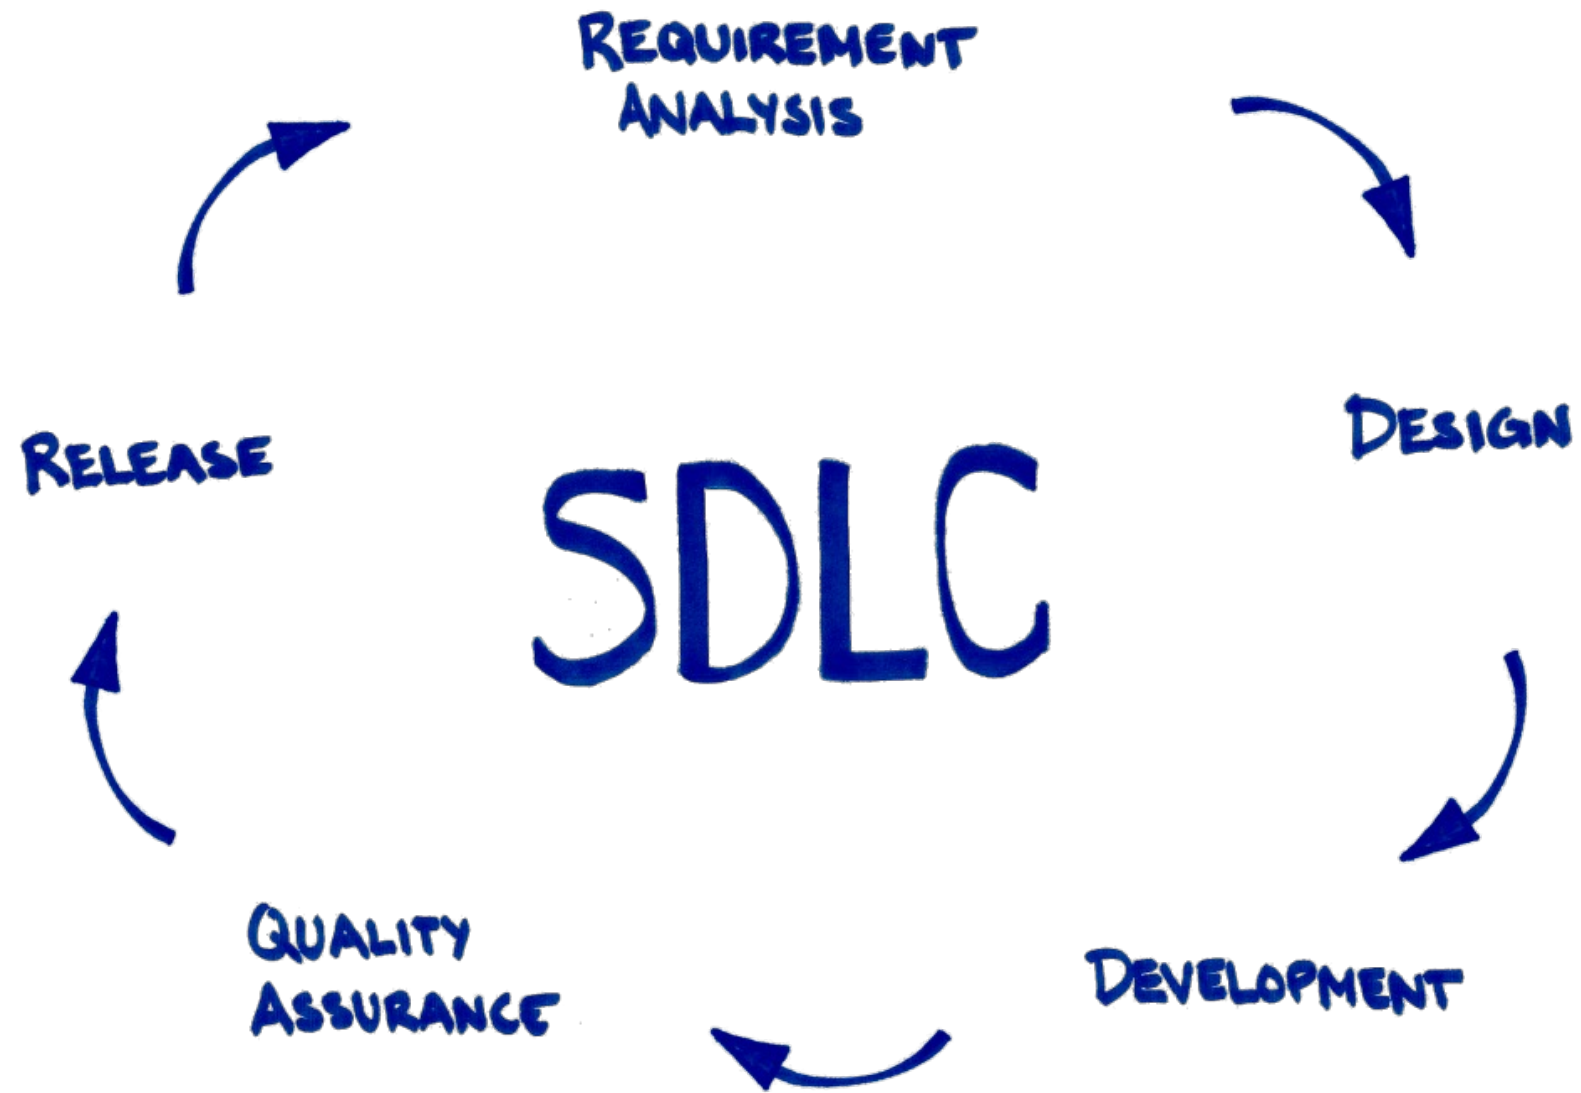 REQUIREMENT
ANALYSIS
DESIGN
RELEASE
SDLC
DEVELOPMENT
QUALITY
ASSURANCE